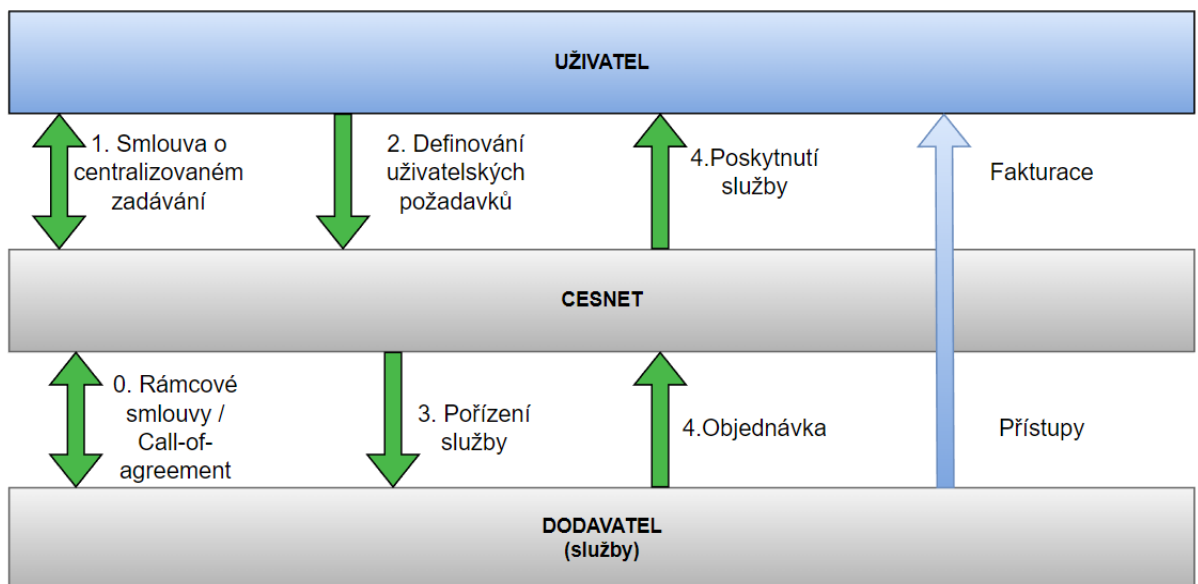 UŽIVATEL
1. Smlouva o
centralizovaném
zadávání
2. Definování
uživatelských
požadavků
4.Poskytnutí
služby
Fakturace
CESNET
0. Rámcové
smlouvy /
Call-of-
agreement
3. Pořízení
služby
4.Objednávka
Přístupy
DODAVATEL
(služby)